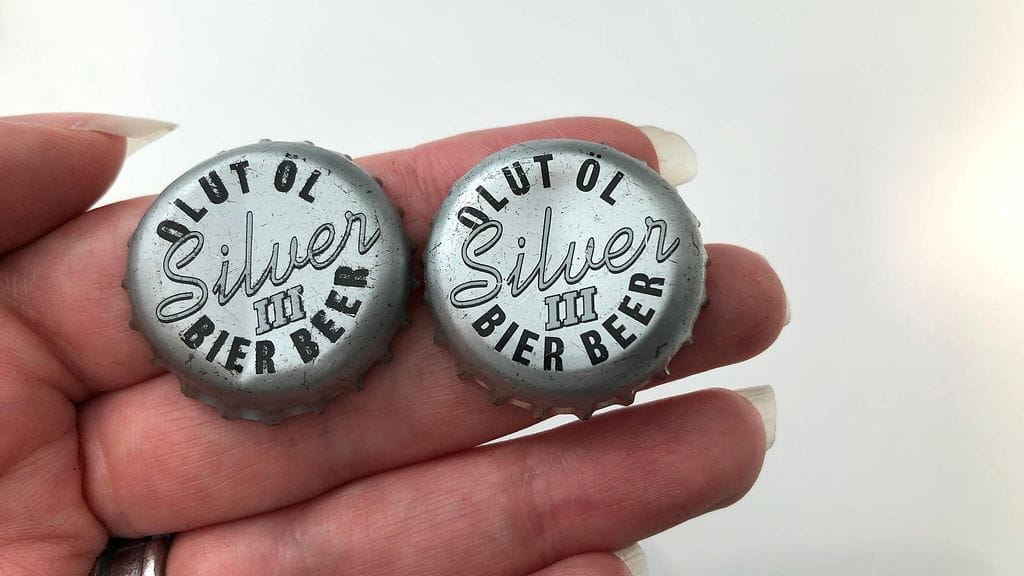 OLUT ÖL
Silver
III
BIER BEER
OLUT ÖL
Silver
III
BIER BEER